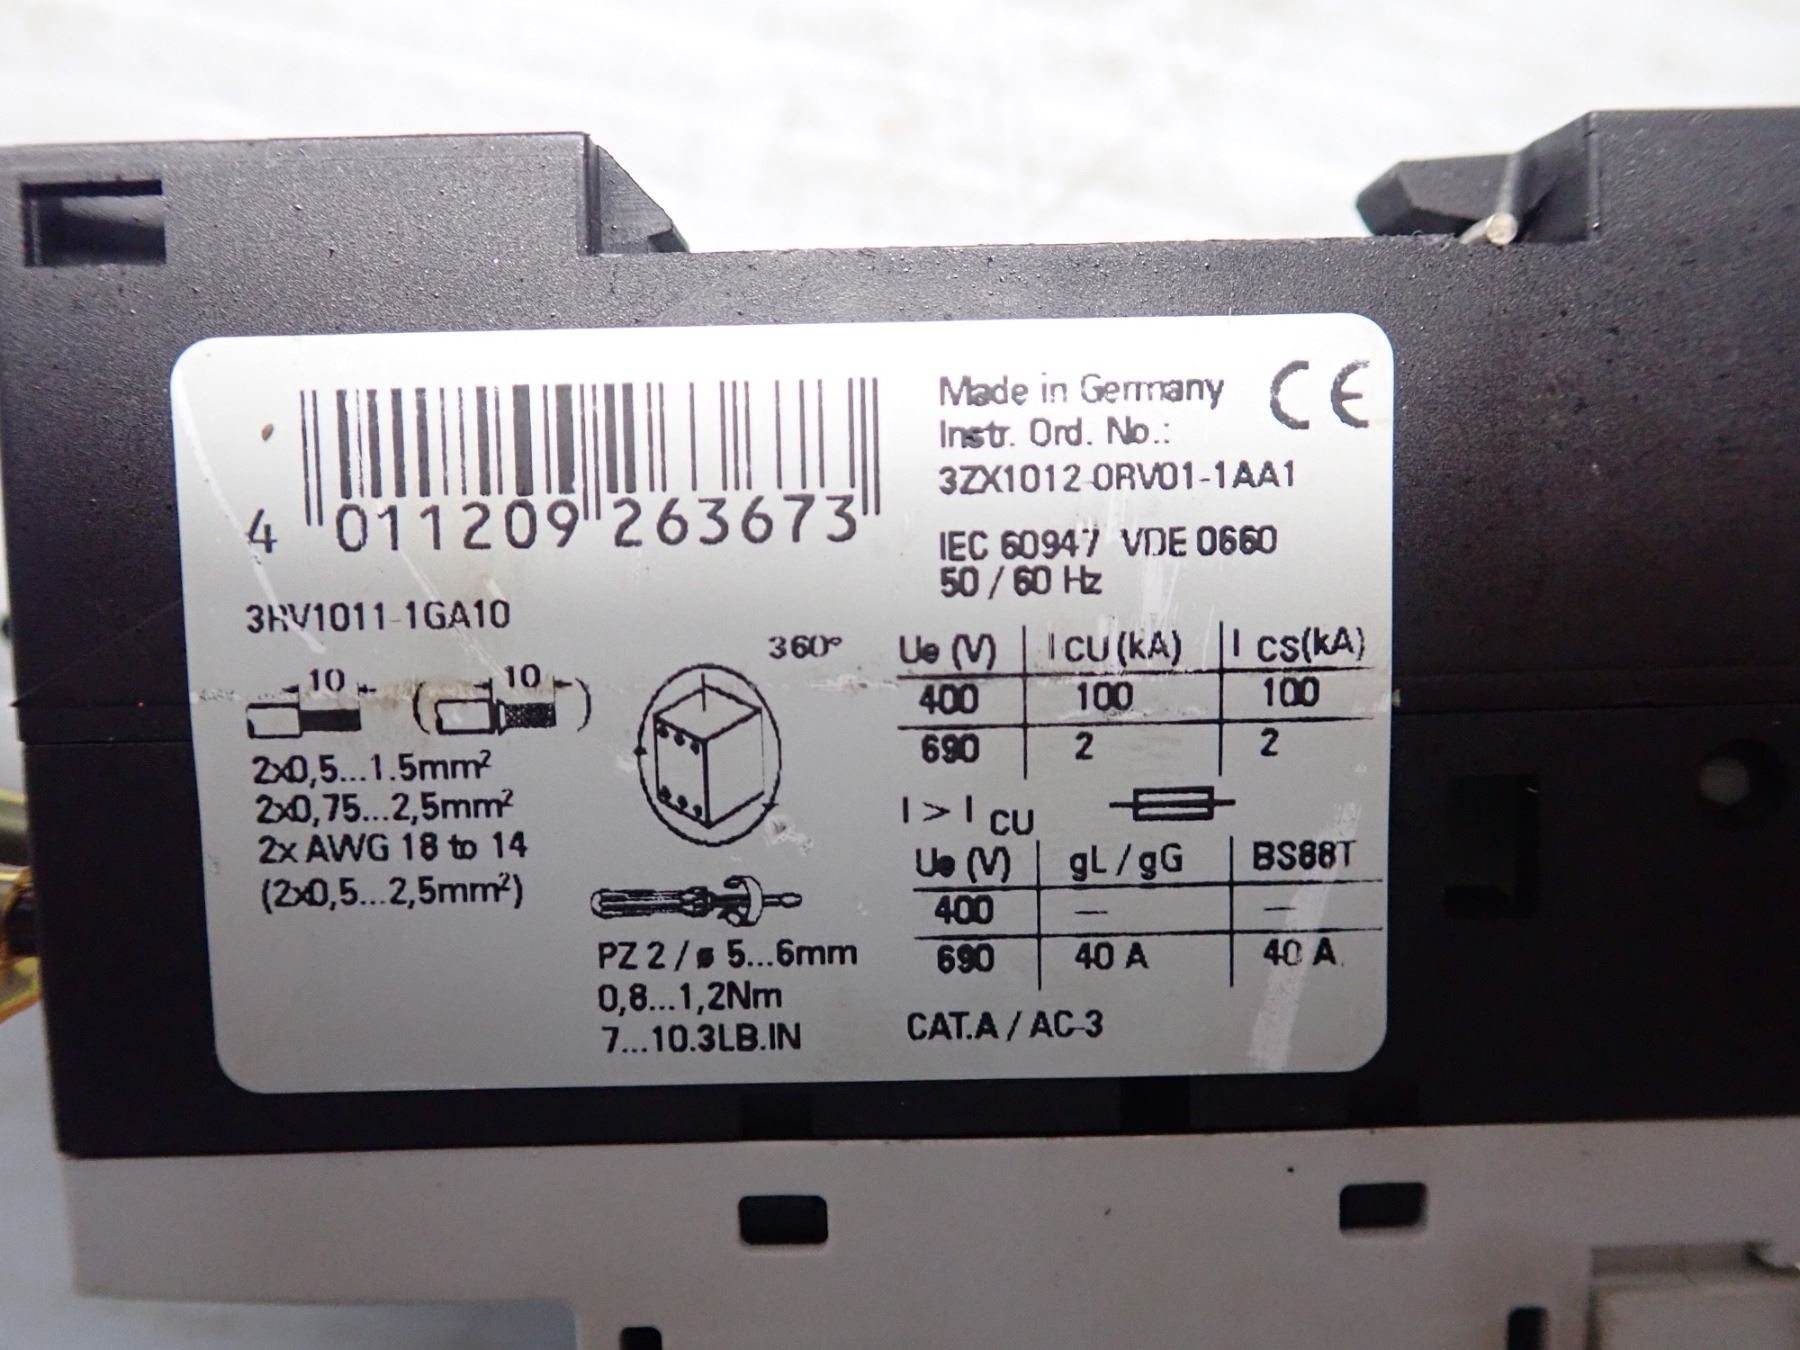 Made in Germany CE
Instr. Ord. No.:
3ZX1012-0RV01-1AA1
4 011209 263673
IEC 60947 VDE 0660
50 / 60 Hz
3RV1011-1GA10
10 10
360°
2x0,5...1.5mm²
2x0,75...2,5mm²
2x AWG 18 to 14
(2x0,5...2,5mm²)
PZ 2 / ø 5...6mm
0,8...1,2Nm
7...10.3LB.IN
Ue (V) I CU (kA) I CS(kA)
400 100 100
690 2 2
I > I CU
Ue (V) gL / gG BS88T
400 — —
690 40 A 40 A
CAT.A / AC-3